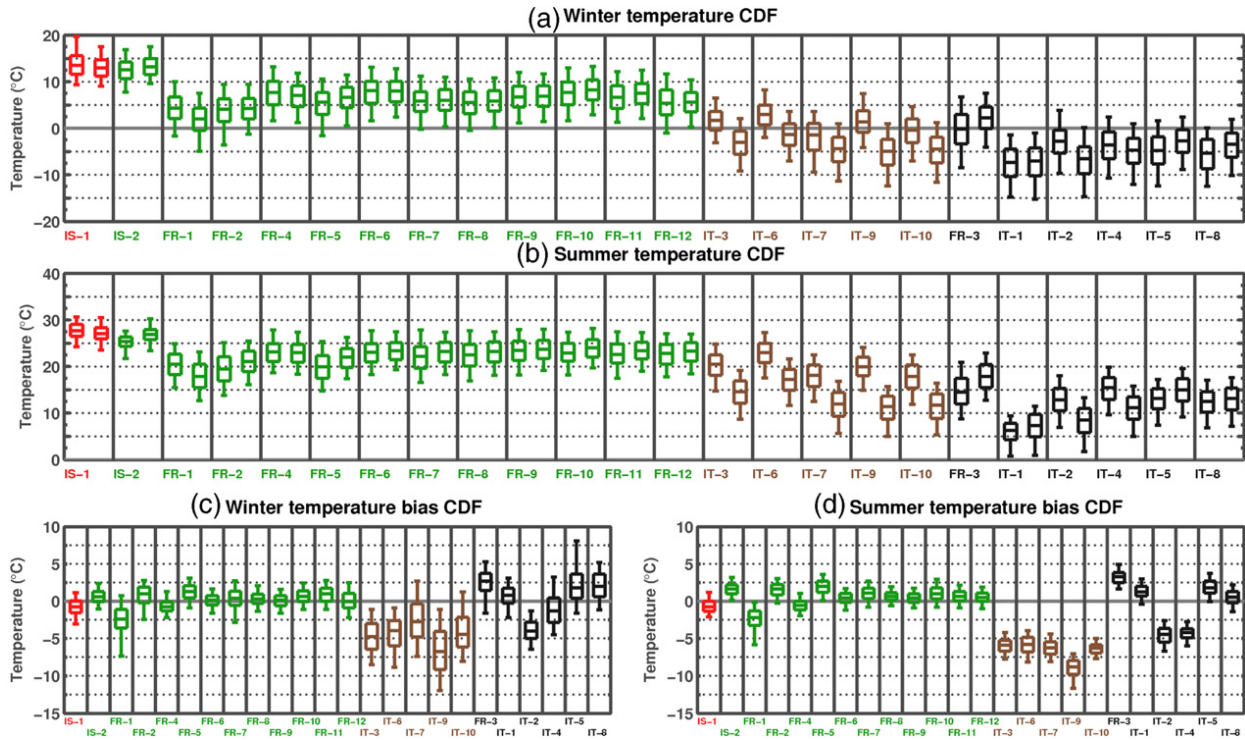 (a) Winter temperature CDF
Temperature (°C)
20
10
0
−10
−20
IS−1 IS−2 FR−1 FR−2 FR−4 FR−5 FR−6 FR−7 FR−8 FR−9 FR−10 FR−11 FR−12 IT−3 IT−6 IT−7 IT−9 IT−10 FR−3 IT−1 IT−2 IT−4 IT−5 IT−8
(b) Summer temperature CDF
Temperature (°C)
40
30
20
10
0
IS−1 IS−2 FR−1 FR−2 FR−4 FR−5 FR−6 FR−7 FR−8 FR−9 FR−10 FR−11 FR−12 IT−3 IT−6 IT−7 IT−9 IT−10 FR−3 IT−1 IT−2 IT−4 IT−5 IT−8
(c) Winter temperature bias CDF
Temperature (°C)
10
5
0
−5
−10
−15
IS−1 FR−1 FR−4 FR−6 FR−8 FR−10 FR−12 IT−6 IT−9 FR−3 IT−2 IT−5
IS−2 FR−2 FR−5 FR−7 FR−9 FR−11 IT−3 IT−7 IT−10 IT−1 IT−4 IT−8
(d) Summer temperature bias CDF
Temperature (°C)
10
5
0
−5
−10
−15
IS−1 FR−1 FR−4 FR−6 FR−8 FR−10 FR−12 IT−6 IT−9 FR−3 IT−2 IT−5
IS−2 FR−2 FR−5 FR−7 FR−9 FR−11 IT−3 IT−7 IT−10 IT−1 IT−4 IT−8